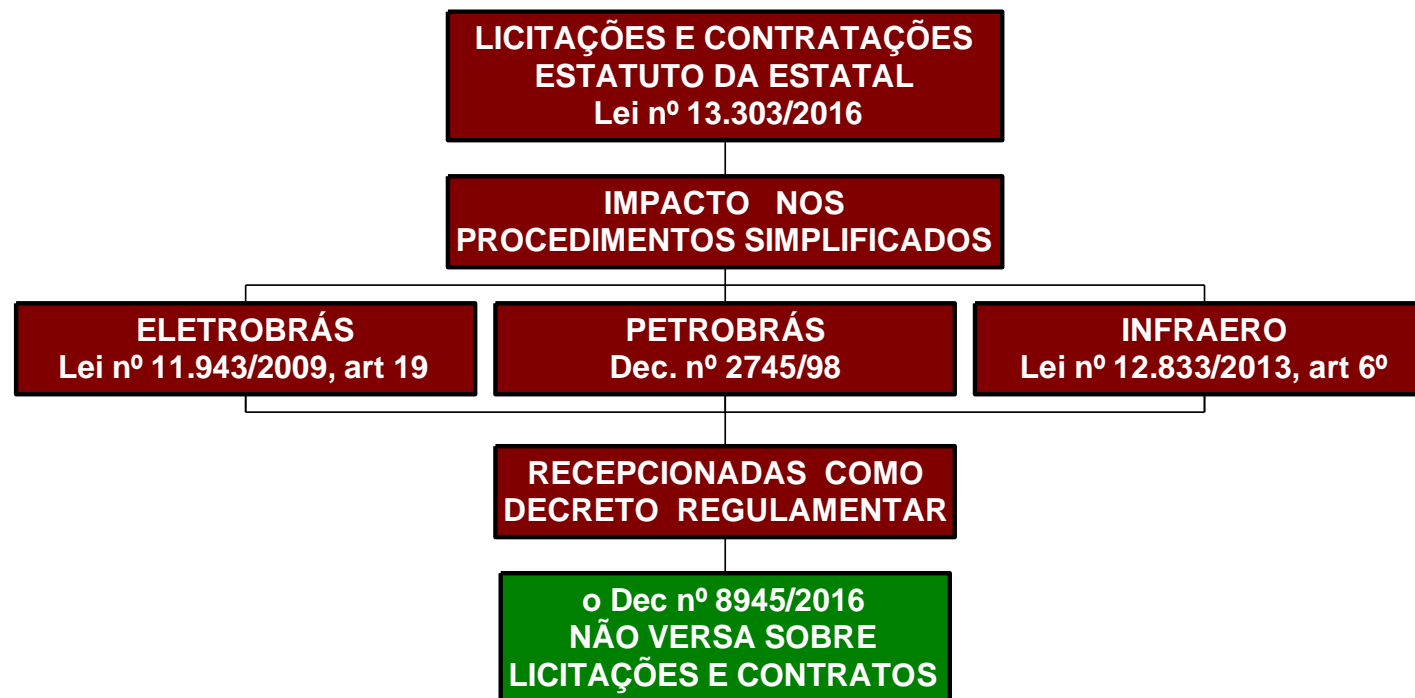 LICITAÇÕES E CONTRATAÇÕES
ESTATUTO DA ESTATAL
Lei nº 13.303/2016
IMPACTO NOS
PROCEDIMENTOS SIMPLIFICADOS
ELETROBRÁS
Lei nº 11.943/2009, art 19
PETROBRÁS
Dec. nº 2745/98
INFRAERO
Lei nº 12.833/2013, art 6º
RECEPCIONADAS COMO
DECRETO REGULAMENTAR
o Dec nº 8945/2016
NÃO VERSA SOBRE
LICITAÇÕES E CONTRATOS